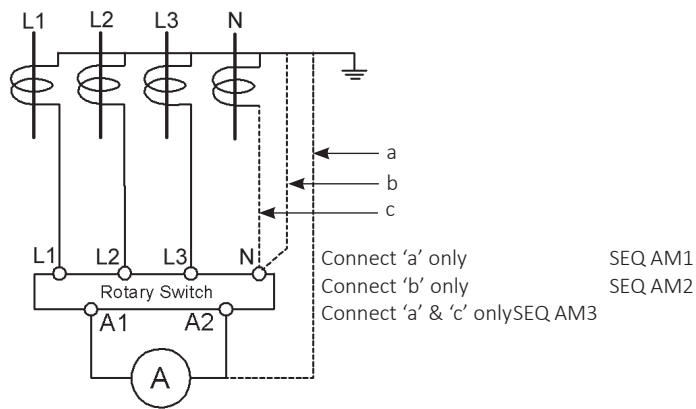 L1 L2 L3 N
a
b
c
L1 L2 L3 N
Connect ‘a’ only SEQ AM1
Rotary Switch
Connect ‘b’ only SEQ AM2
A1 A2
Connect ‘a’ & ‘c’ onlySEQ AM3
A